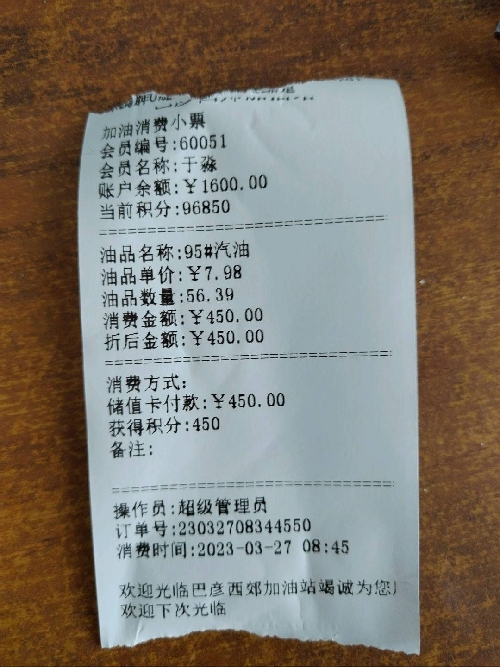 加油消费小票
会员编号:60051
会员名称:于淼
账户余额:￥1600.00
当前积分:96850
油品名称:95#汽油
油品单价:￥7.98
油品数量:56.39
消费金额:￥450.00
折后金额:￥450.00
消费方式:
储值卡付款:￥450.00
获得积分:450
备注:
操作员:超级管理员
订单号:23032708344550
消费时间:2023-03-27 08:45
欢迎光临巴彦西郊加油站竭诚为您
欢迎下次光临